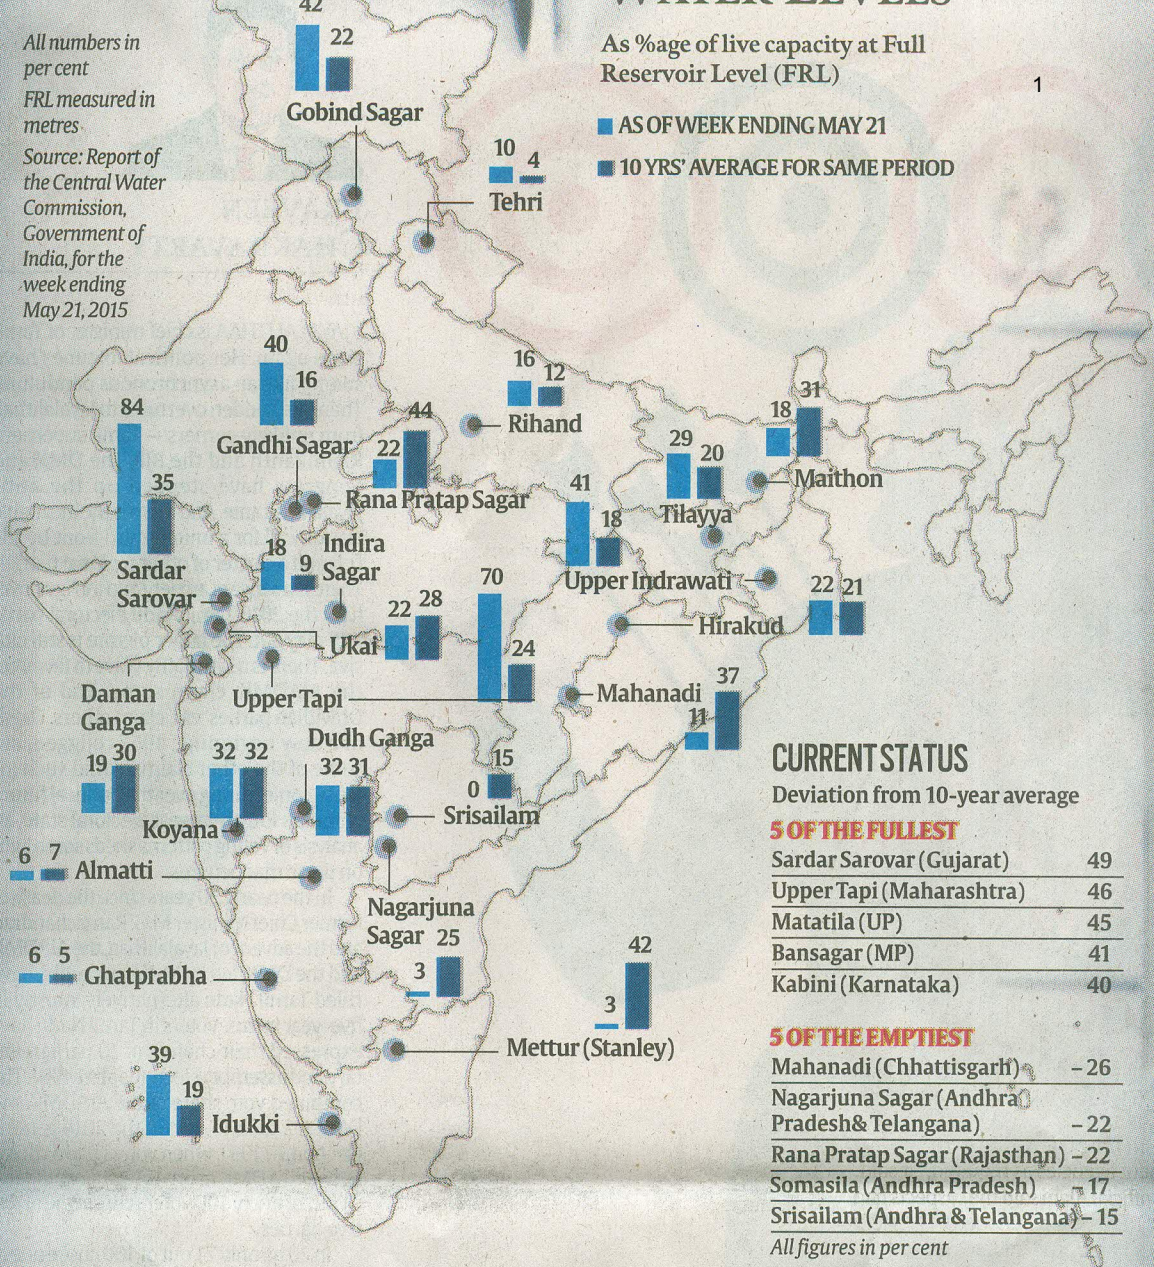 WATER LEVELS
As %age of live capacity at Full
Reservoir Level (FRL)
1
AS OF WEEK ENDING MAY 21
10 YRS' AVERAGE FOR SAME PERIOD
All numbers in
per cent
FRL measured in
metres
Source: Report of
the Central Water
Commission,
Government of
India, for the
week ending
May 21, 2015
42
22
Gobind Sagar
10
4
Tehri
40
16
Gandhi Sagar
16
12
Rihand
84
35
Sardar
Sarovar
22
44
Rana Pratap Sagar
18
31
Maithon
29
20
Tilayya
41
18
Upper Indrawati
18
9
Indira
Sagar
22
21
Hirakud
Ukai
22
28
70
24
Upper Tapi
Daman
Ganga
19
30
Mahanadi
11
37
32
32
Koyana
Dudh Ganga
32
31
0
15
Srisailam
6
7
Almatti
Nagarjuna
Sagar
3
25
6
5
Ghatprabha
3
42
Mettur (Stanley)
39
19
Idukki
CURRENT STATUS
Deviation from 10-year average
5 OF THE FULLEST
Sardar Sarovar (Gujarat) 49
Upper Tapi (Maharashtra) 46
Matatila (UP) 45
Bansagar (MP) 41
Kabini (Karnataka) 40
5 OF THE EMPTIEST
Mahanadi (Chhattisgarh) -26
Nagarjuna Sagar (Andhra
Pradesh& Telangana) -22
Rana Pratap Sagar (Rajasthan) -22
Somasila (Andhra Pradesh) -17
Srisailam (Andhra & Telangana) -15
All figures in per cent